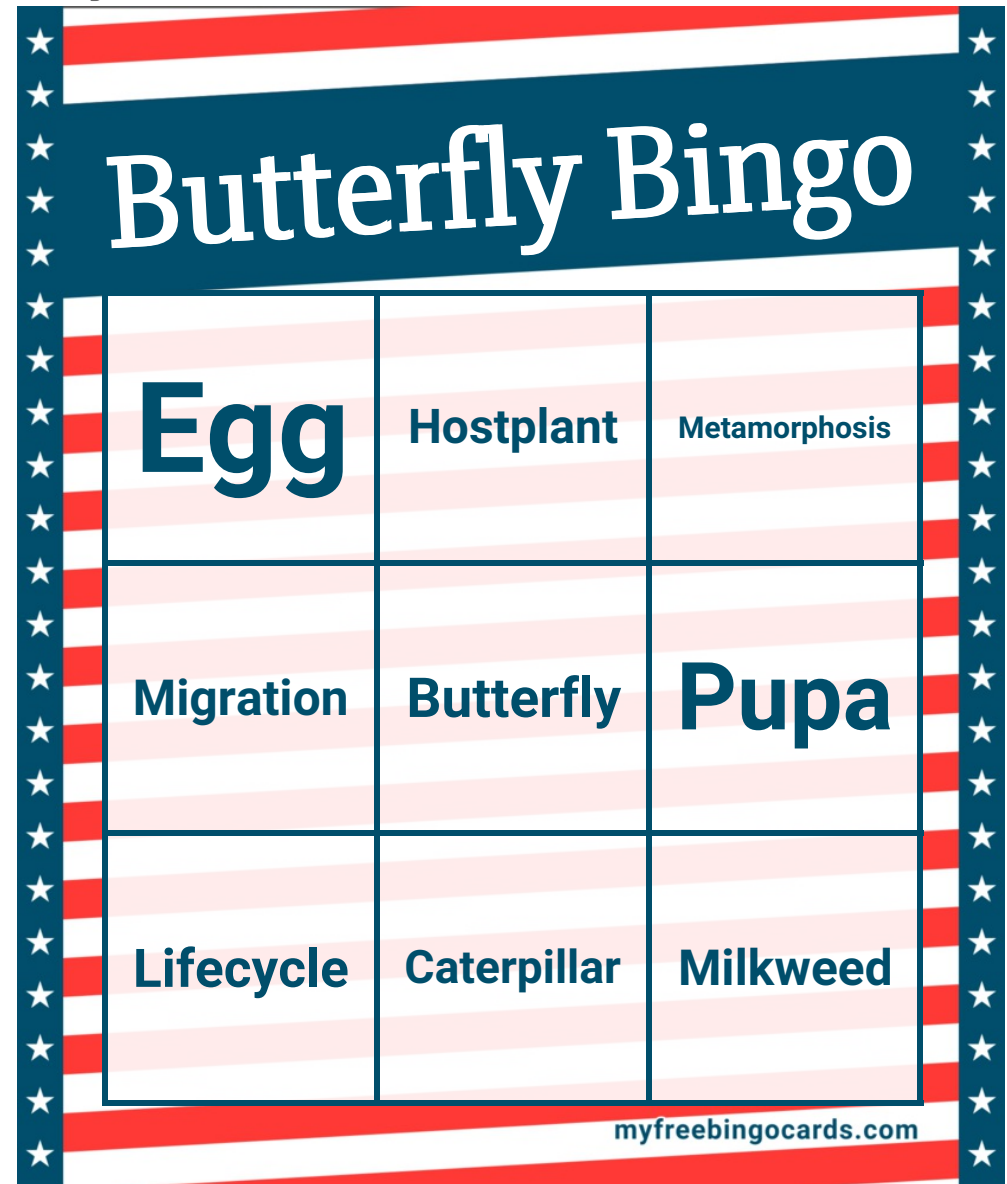 Butterfly Bingo
Egg
Hostplant
Metamorphosis
Migration
Butterfly
Pupa
Lifecycle
Caterpillar
Milkweed
myfreebingocards.com